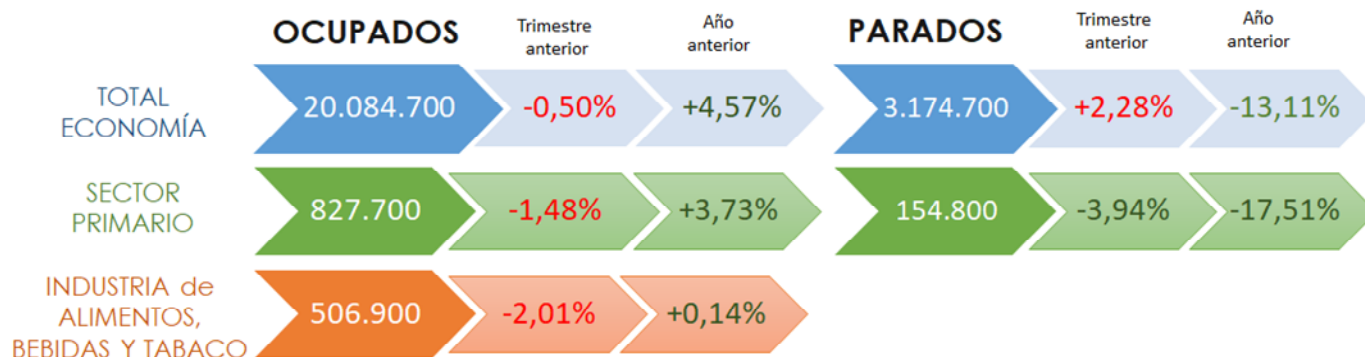 OCUPADOS
Trimestre
anterior
Año
anterior
PARADOS
Trimestre
anterior
Año
anterior
TOTAL
ECONOMÍA
20.084.700
-0,50%
+4,57%
3.174.700
+2,28%
-13,11%
SECTOR
PRIMARIO
827.700
-1,48%
+3,73%
154.800
-3,94%
-17,51%
INDUSTRIA de
ALIMENTOS,
BEBIDAS Y TABACO
506.900
-2,01%
+0,14%